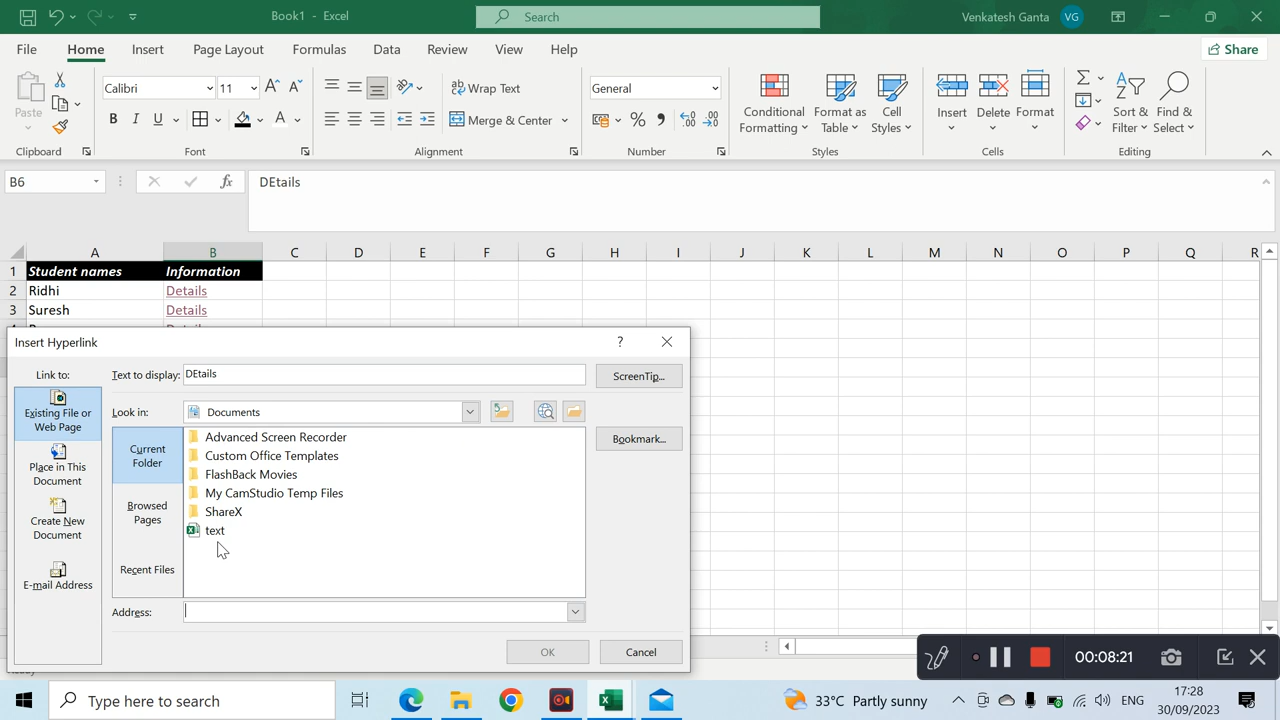 Book1 - Excel
Search
Venkatesh Ganta
VG
File Home Insert Page Layout Formulas Data Review View Help
Share
Paste
Clipboard
Calibri 11
B I U
Font
Wrap Text
Merge & Center
Alignment
General
% ,
Number
Conditional Formatting
Format as Table
Cell Styles
Styles
Insert Delete Format
Cells
Sort & Filter
Find & Select
Editing
B6 fx DEtails
A B C D E F G H I J K L M N O P Q R
1 Student names Information
2 Ridhi Details
3 Suresh Details
4
Insert Hyperlink ?
Link to:
Text to display: DEtails
ScreenTip...
Existing File or Web Page
Look in: Documents
Place in This Document
Create New Document
E-mail Address
Current Folder
Browsed Pages
Recent Files
Advanced Screen Recorder
Custom Office Templates
FlashBack Movies
My CamStudio Temp Files
ShareX
text
Bookmark...
Address:
OK
Cancel
00:08:21
Type here to search
33°C Partly sunny
ENG
17:28
30/09/2023